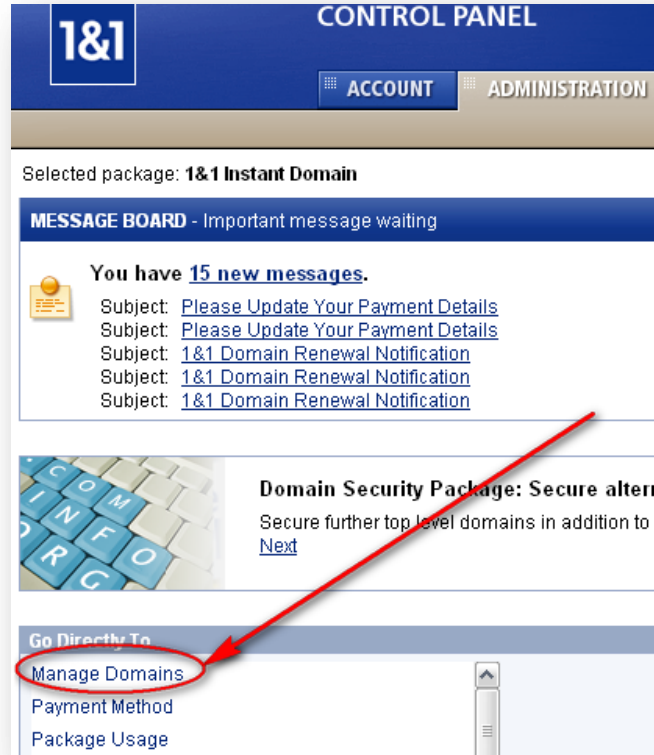 1&1
CONTROL PANEL
ACCOUNT
ADMINISTRATION
Selected package: 1&1 Instant Domain
MESSAGE BOARD - Important message waiting
You have 15 new messages.
Subject: Please Update Your Payment Details
Subject: Please Update Your Payment Details
Subject: 1&1 Domain Renewal Notification
Subject: 1&1 Domain Renewal Notification
Subject: 1&1 Domain Renewal Notification
COM
INFO
ORG
Domain Security Package: Secure altern
Secure further top level domains in addition to
Next
Go Directly To
Manage Domains
Payment Method
Package Usage